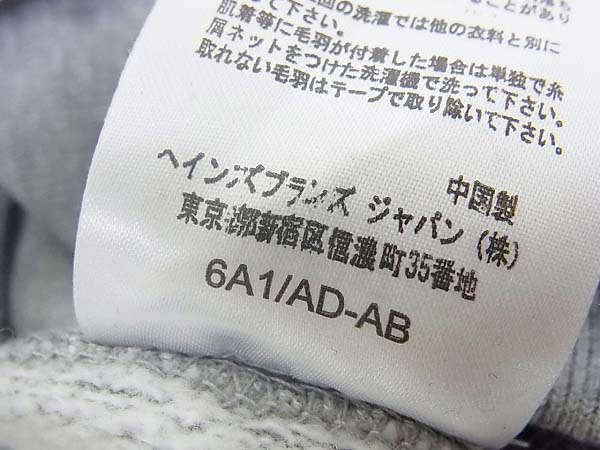 回の洗濯では他の衣料と別に
して下さい。
肌着等に毛羽が付着した場合は単独で糸
屑ネットをつけた洗濯機で洗って下さい。
取れない毛羽はテープで取り除いて下さい。
中国製
ヘインズブランズ ジャパン(株)
東京都新宿区信濃町35番地
6A1/AD-AB